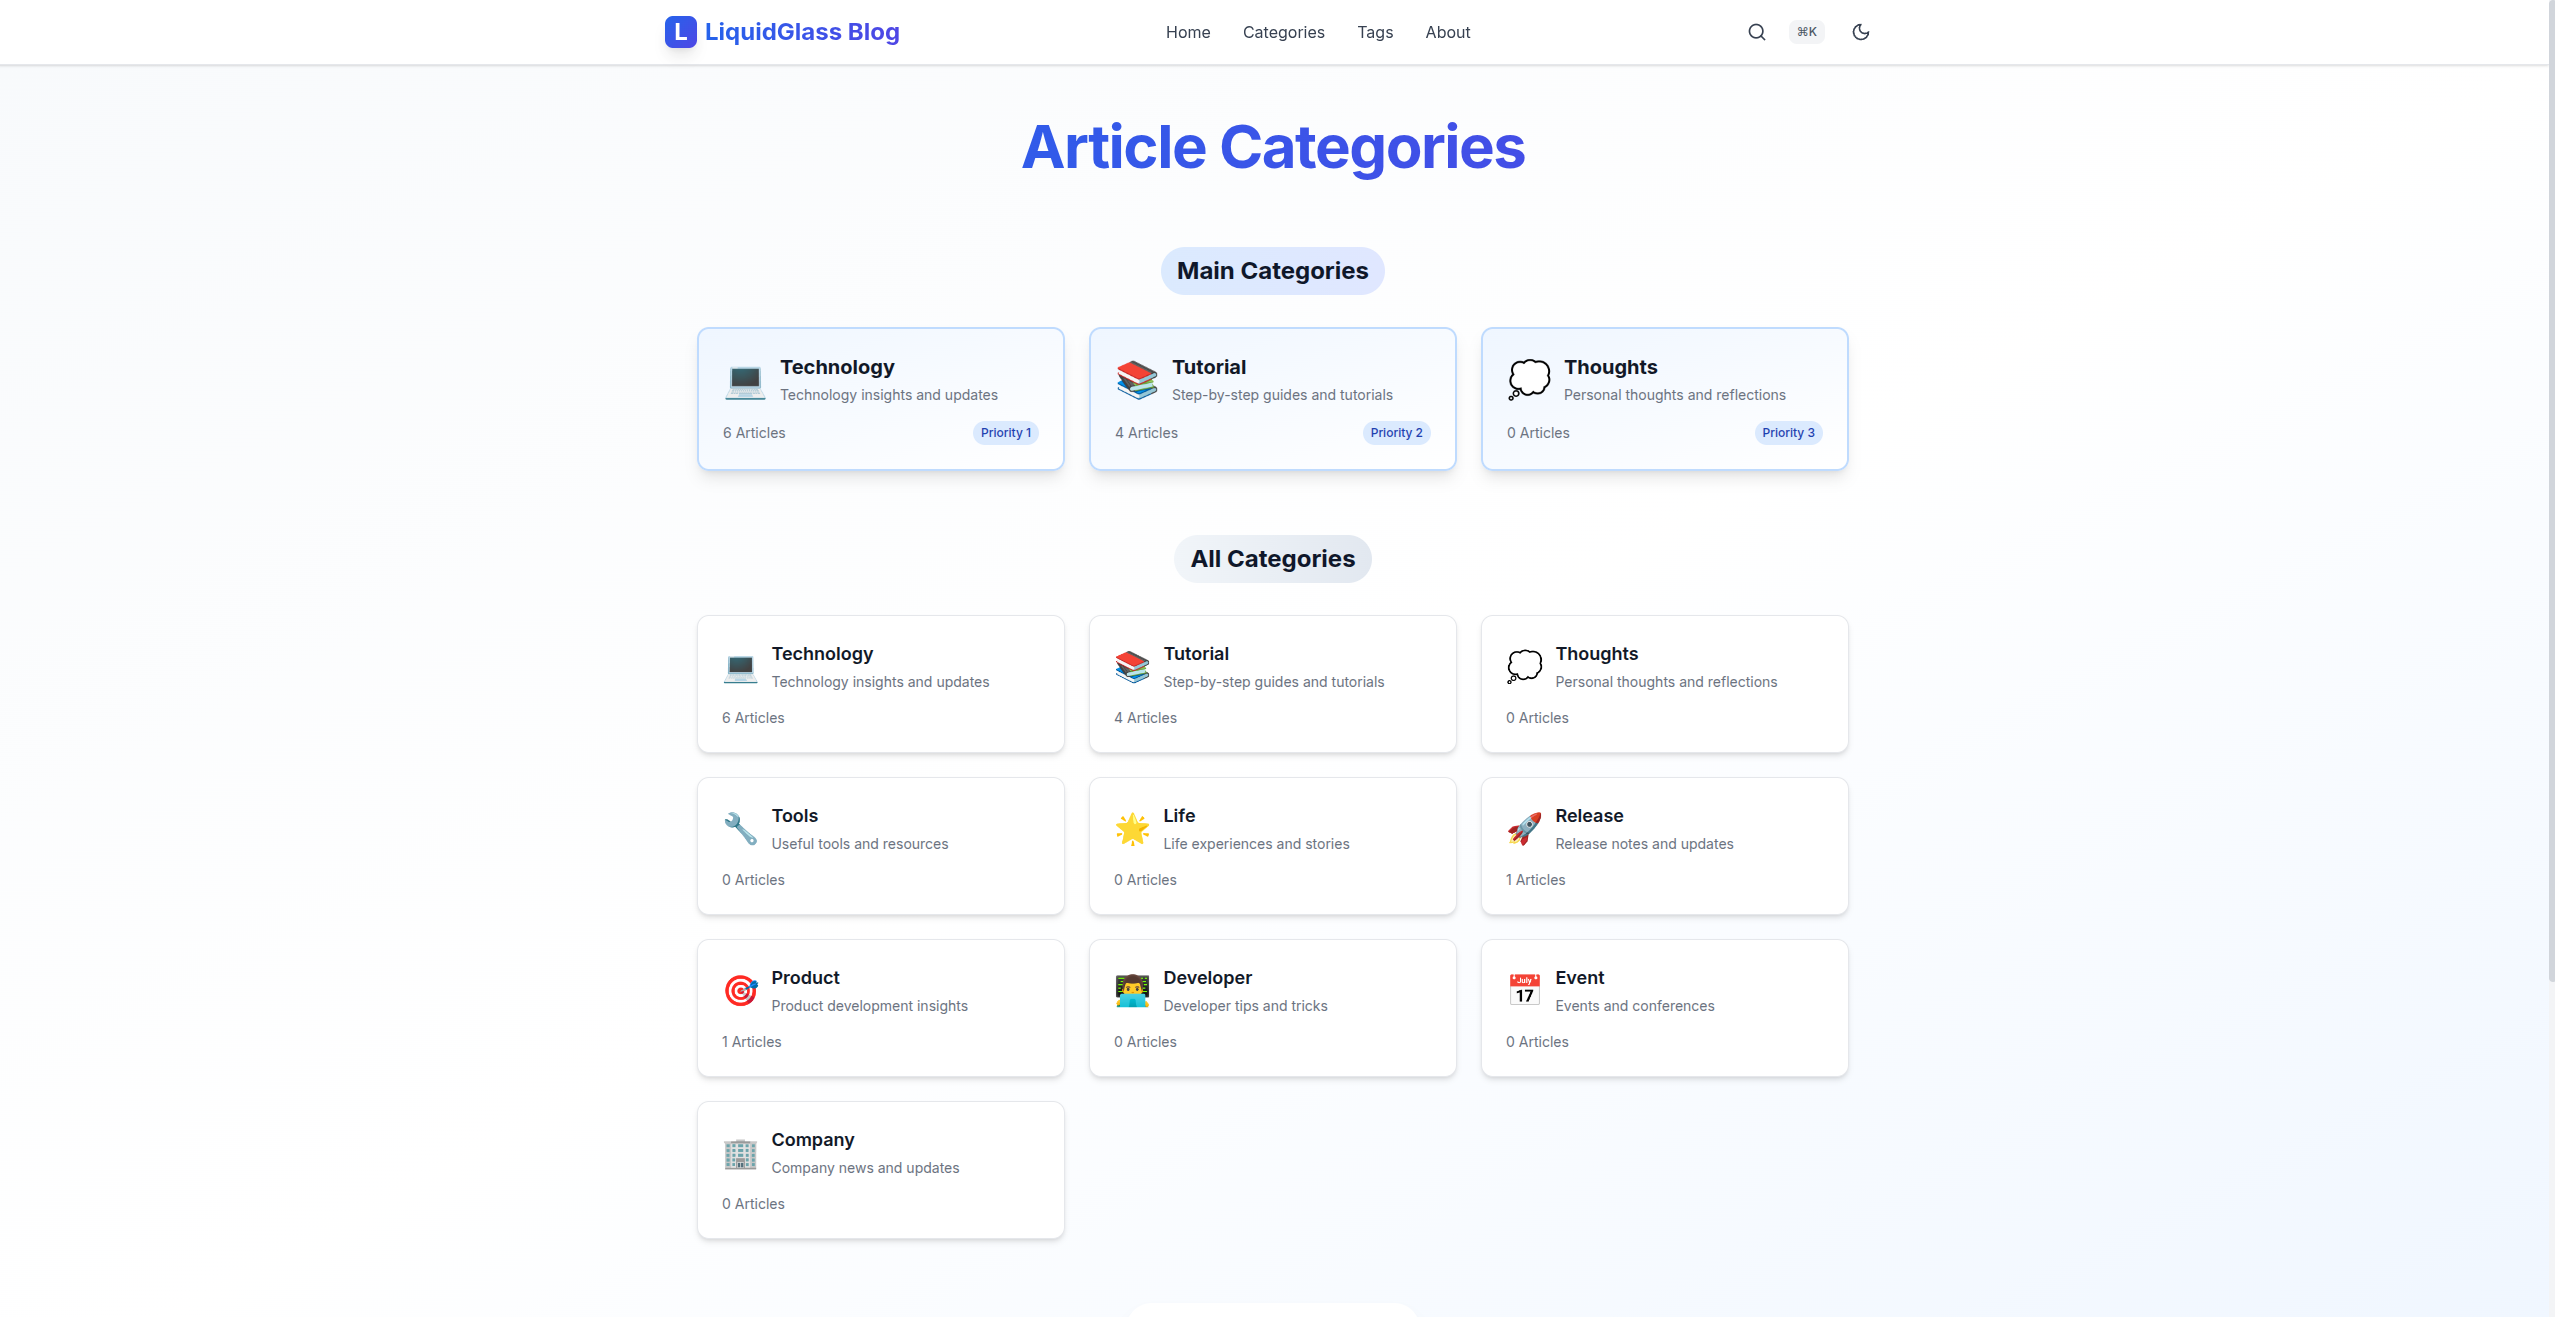 L LiquidGlass Blog
Home Categories Tags About
⌘K
Article Categories
Main Categories
Technology
Technology insights and updates
6 Articles Priority 1
Tutorial
Step-by-step guides and tutorials
4 Articles Priority 2
Thoughts
Personal thoughts and reflections
0 Articles Priority 3
All Categories
Technology
Technology insights and updates
6 Articles
Tutorial
Step-by-step guides and tutorials
4 Articles
Thoughts
Personal thoughts and reflections
0 Articles
Tools
Useful tools and resources
0 Articles
Life
Life experiences and stories
0 Articles
Release
Release notes and updates
1 Articles
Product
Product development insights
1 Articles
Developer
Developer tips and tricks
0 Articles
July
17
Event
Events and conferences
0 Articles
Company
Company news and updates
0 Articles